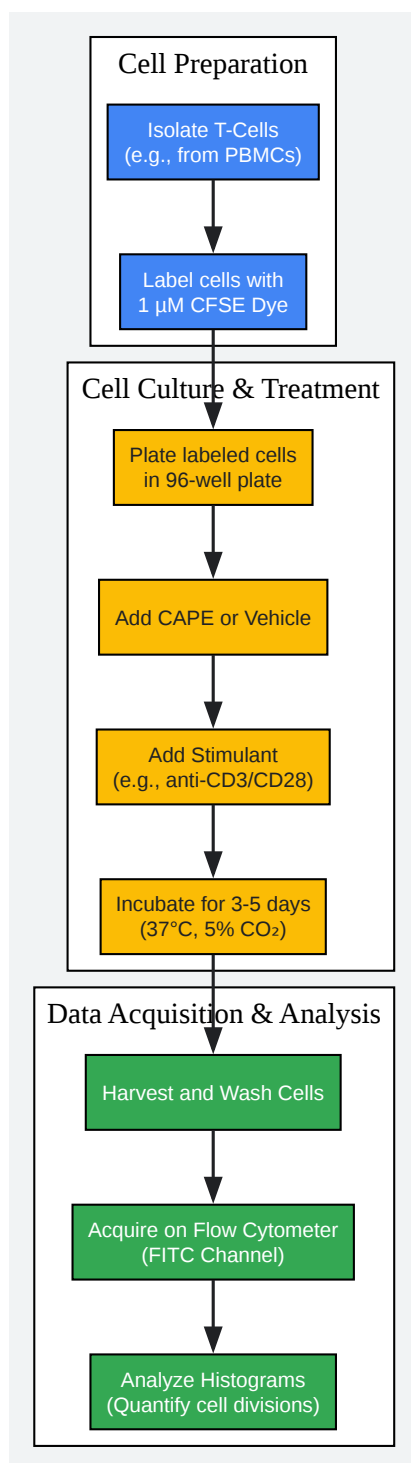 Cell Preparation
Isolate T-Cells
(e.g., from PBMCs)
Label cells with
1 µM CFSE Dye
Cell Culture & Treatment
Plate labeled cells
in 96-well plate
Add CAPE or Vehicle
Add Stimulant
(e.g., anti-CD3/CD28)
Incubate for 3-5 days
(37°C, 5% CO₂)
Data Acquisition & Analysis
Harvest and Wash Cells
Acquire on Flow Cytometer
(FITC Channel)
Analyze Histograms
(Quantify cell divisions)